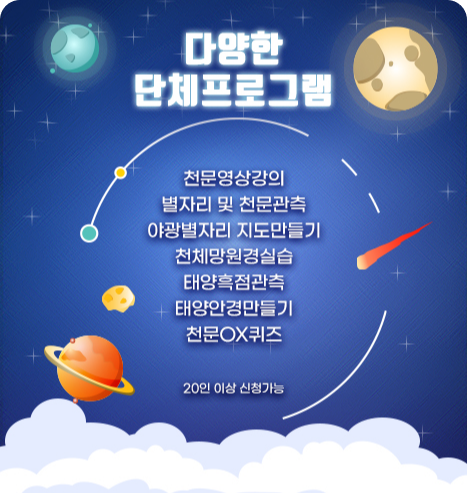 다양한
단체프로그램
천문영상강의
별자리 및 천문관측
야광별자리 지도만들기
천체망원경실습
태양흑점관측
태양안경만들기
천문OX퀴즈
20인 이상 신청가능